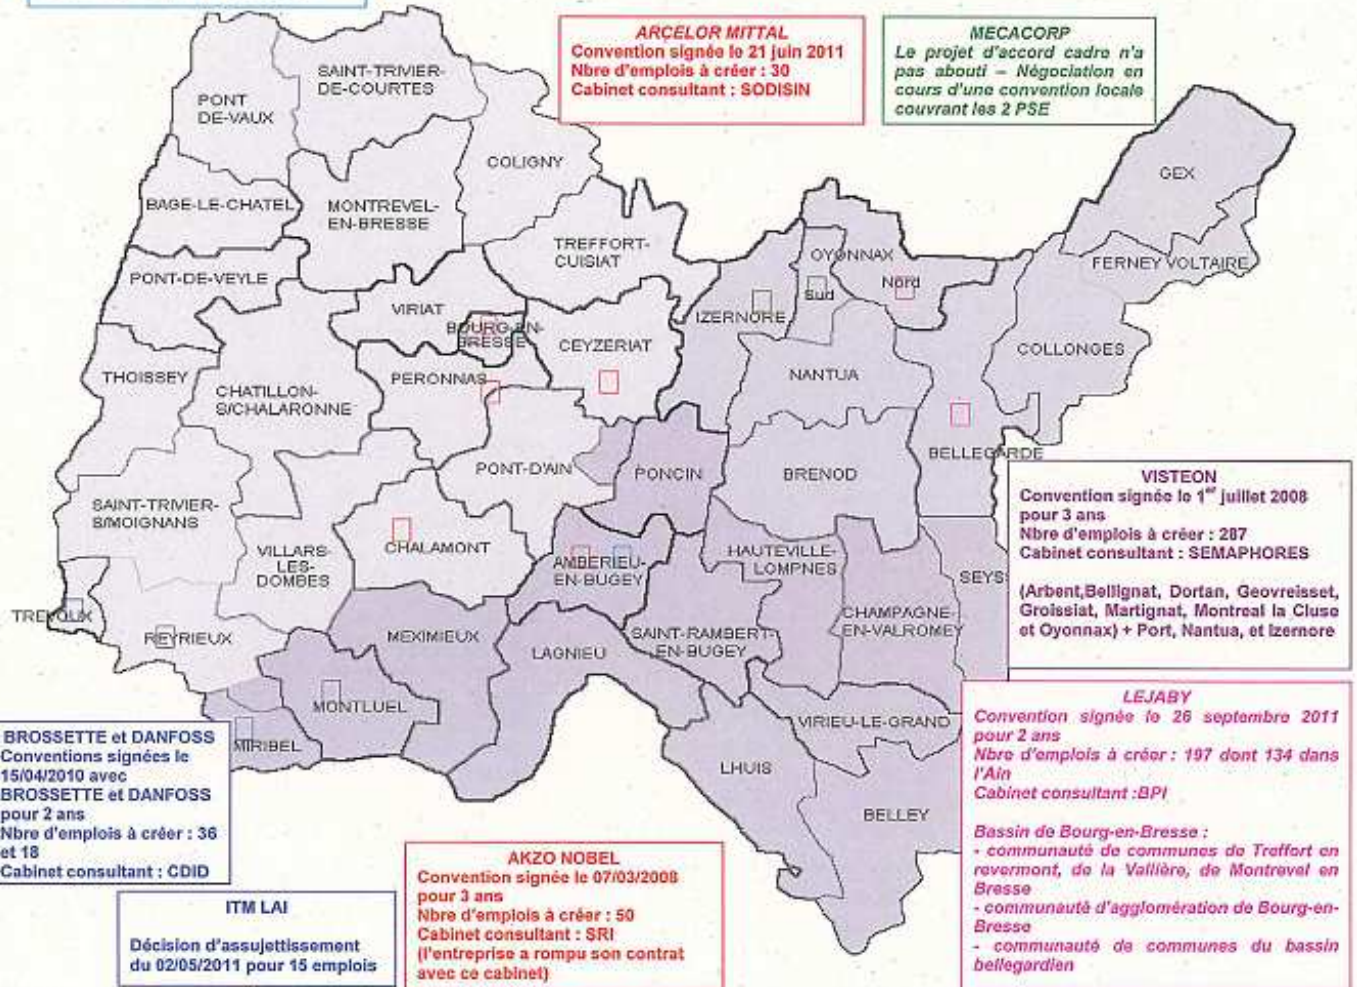 ARCELOR MITTAL
Convention signée le 21 juin 2011
Nbre d'emplois à créer : 30
Cabinet consultant : SODISIN
MECACORP
Le projet d'accord cadre n'a
pas abouti – Négociation en
cours d'une convention locale
couvrant les 2 PSE
PONT
DE-VAUX
SAINT-TRIVIER-
DE-COURTES
COLIGNY
GEX
BAGE-LE-CHATEL
MONTREVEL-
EN-BRESSE
TREFFORT-
CUISIAT
OYONNAX
FERNEY VOLTAIRE
PONT-DE-VEYLE
Sud
Nord
VIRIAT
IZERNORE
BOURG-EN-
BRESSE
CEYZERIAT
COLLONGES
THOISSEY
CHATILLON-
S/CHALARONNE
PERONNAS
NANTUA
BELLEGARDE
PONT-D'AIN
PONCIN
BRENOD
SAINT-TRIVIER-
S/MOIGNANS
VILLARS-
LES-
DOMBES
CHALAMONT
AMBERIEU-
EN-BUGEY
HAUTEVILLE-
LOMPNES
SEYS
TREVOUX
REYRIEUX
MEXIMIEUX
LAGNIEU
SAINT-RAMBERT-
EN-BUGEY
CHAMPAGNE-
EN-VALROMEY
MONTLUEL
MIRIBEL
VIRIEU-LE-GRAND
LHUIS
BELLEY
VISTEON
Convention signée le 1er juillet 2008
pour 3 ans
Nbre d'emplois à créer : 287
Cabinet consultant : SEMAPHORES
(Arbent,Bellignat, Dortan, Geovreisset,
Groissiat, Martignat, Montreal la Cluse
et Oyonnax) + Port, Nantua, et Izernore
LEJABY
Convention signée le 26 septembre 2011
pour 2 ans
Nbre d'emplois à créer : 197 dont 134 dans
l'Ain
Cabinet consultant :BPI
Bassin de Bourg-en-Bresse :
- communauté de communes de Treffort en
revermont, de la Vallière, de Montrevel en
Bresse
- communauté d'agglomération de Bourg-en-
Bresse
- communauté de communes du bassin
bellegardien
BROSSETTE et DANFOSS
Conventions signées le
15/04/2010 avec
BROSSETTE et DANFOSS
pour 2 ans
Nbre d'emplois à créer : 36
et 18
Cabinet consultant : CDID
ITM LAI
Décision d'assujettissement
du 02/05/2011 pour 15 emplois
AKZO NOBEL
Convention signée le 07/03/2008
pour 3 ans
Nbre d'emplois à créer : 50
Cabinet consultant : SRI
(l'entreprise a rompu son contrat
avec ce cabinet)